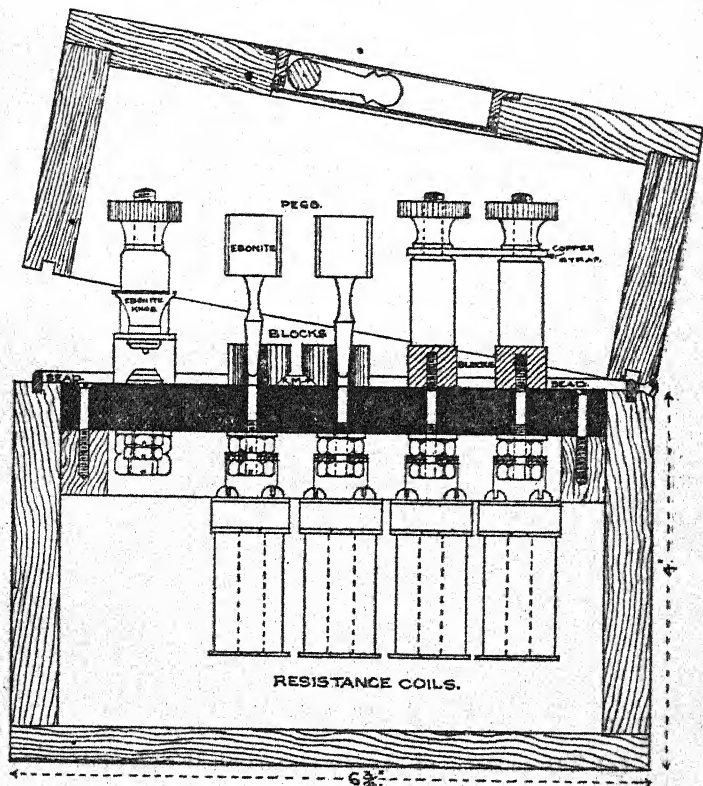 PEGS.
EBONITE
COPPER
STRAP.
EBONITE
KNOB
BLOCKS
BLOCKS
BEAD.
BEAD.
4"
RESISTANCE COILS.
6¾"